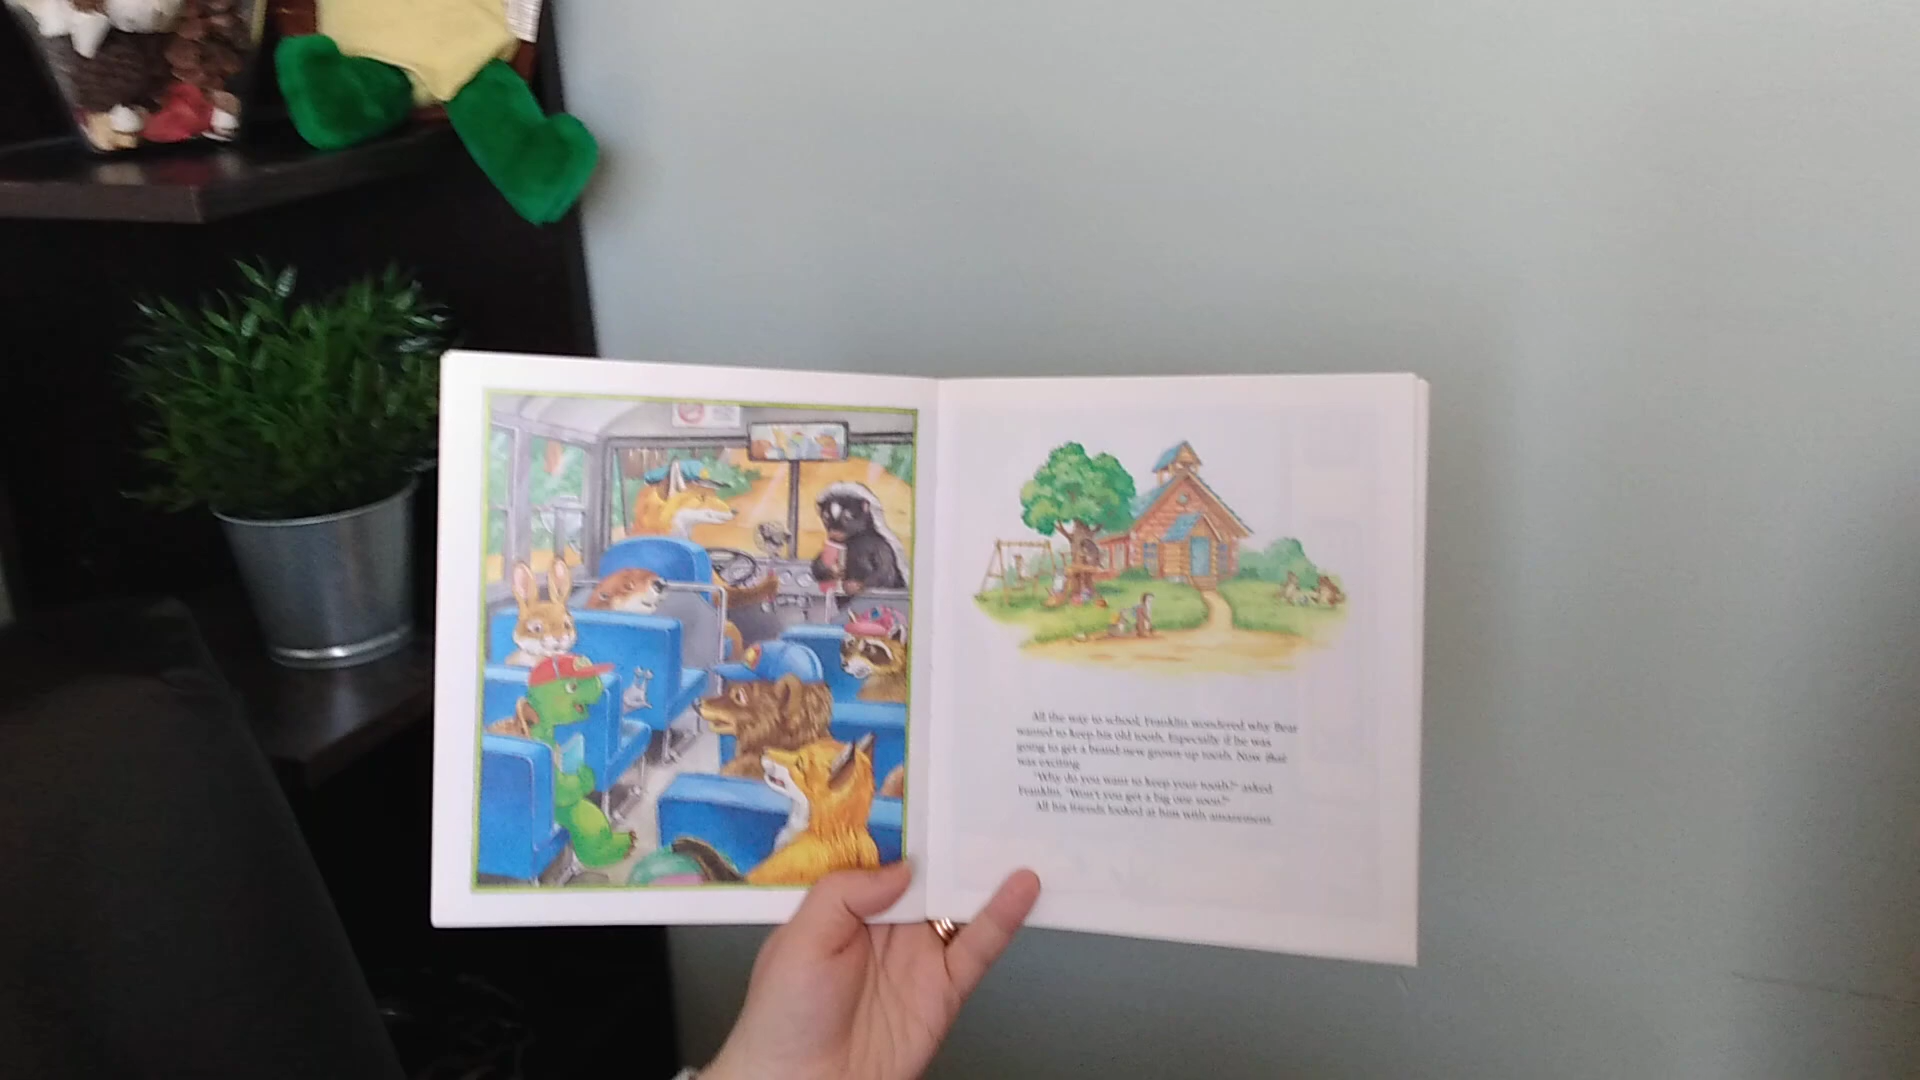 All the way to school, Franklin wondered why Bear
wanted to keep his old tooth. Especially if he was
going to get a brand-new grown-up tooth. Now that
was exciting.
"Why do you want to keep your tooth?" asked
Franklin. "Won't you get a big one soon?"
All his friends looked at him with amazement.